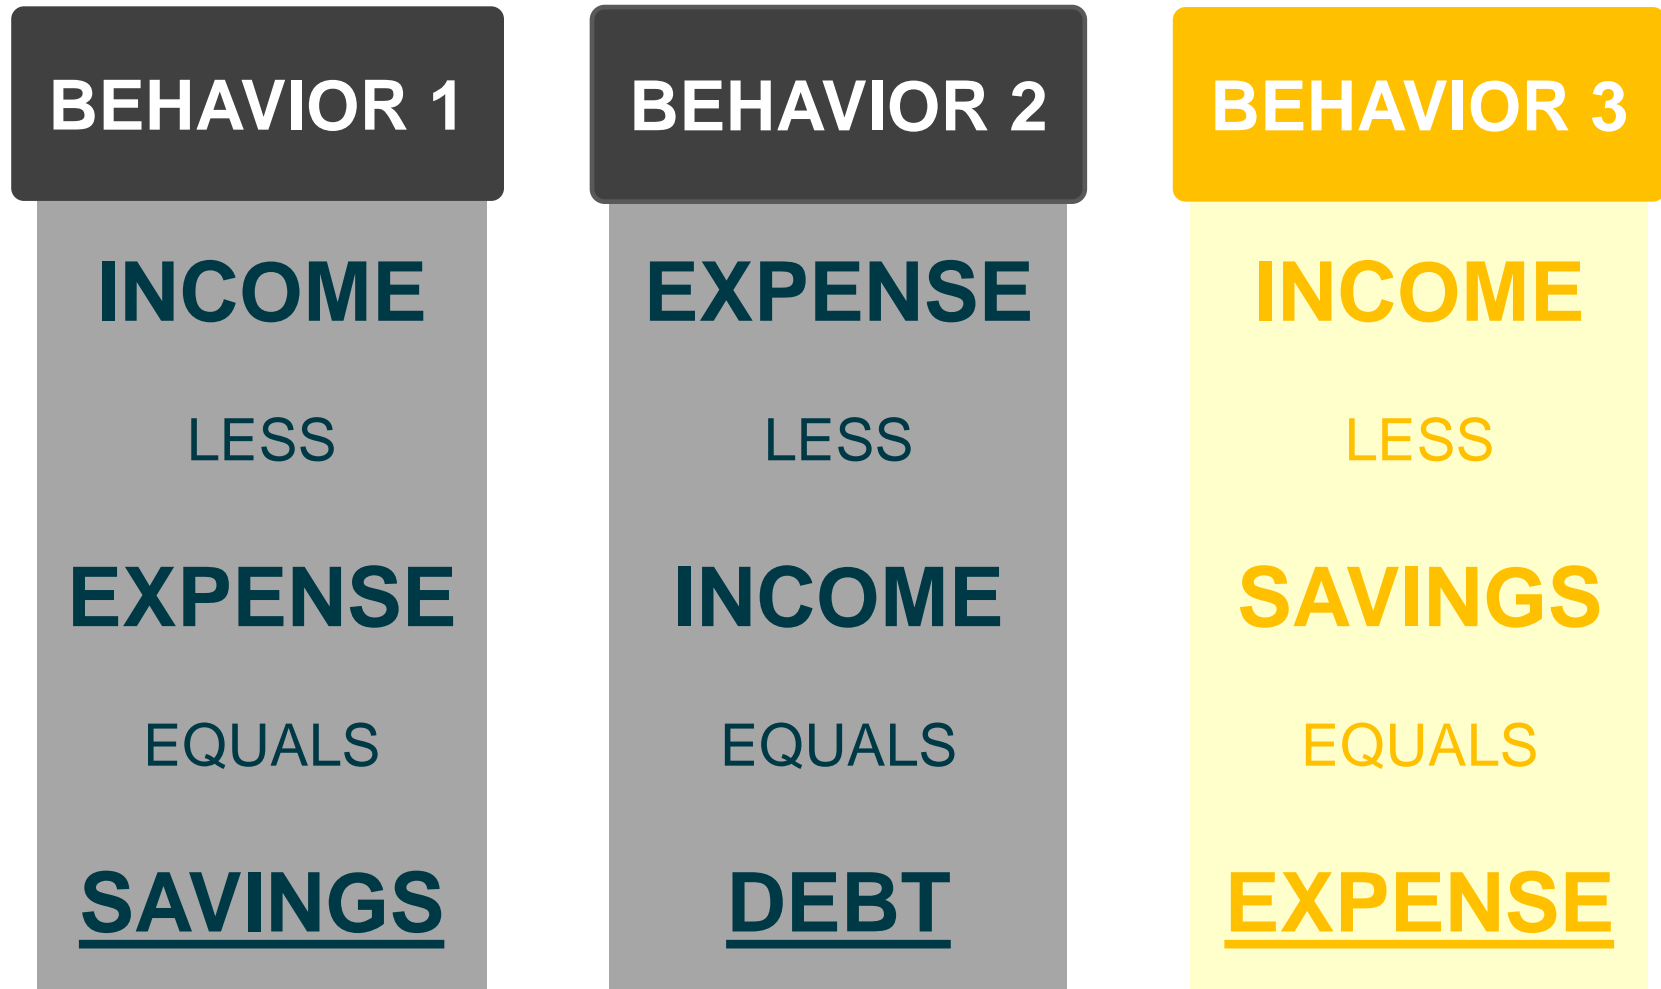 BEHAVIOR 1
INCOME
LESS
EXPENSE
EQUALS
SAVINGS
BEHAVIOR 2
EXPENSE
LESS
INCOME
EQUALS
DEBT
BEHAVIOR 3
INCOME
LESS
SAVINGS
EQUALS
EXPENSE